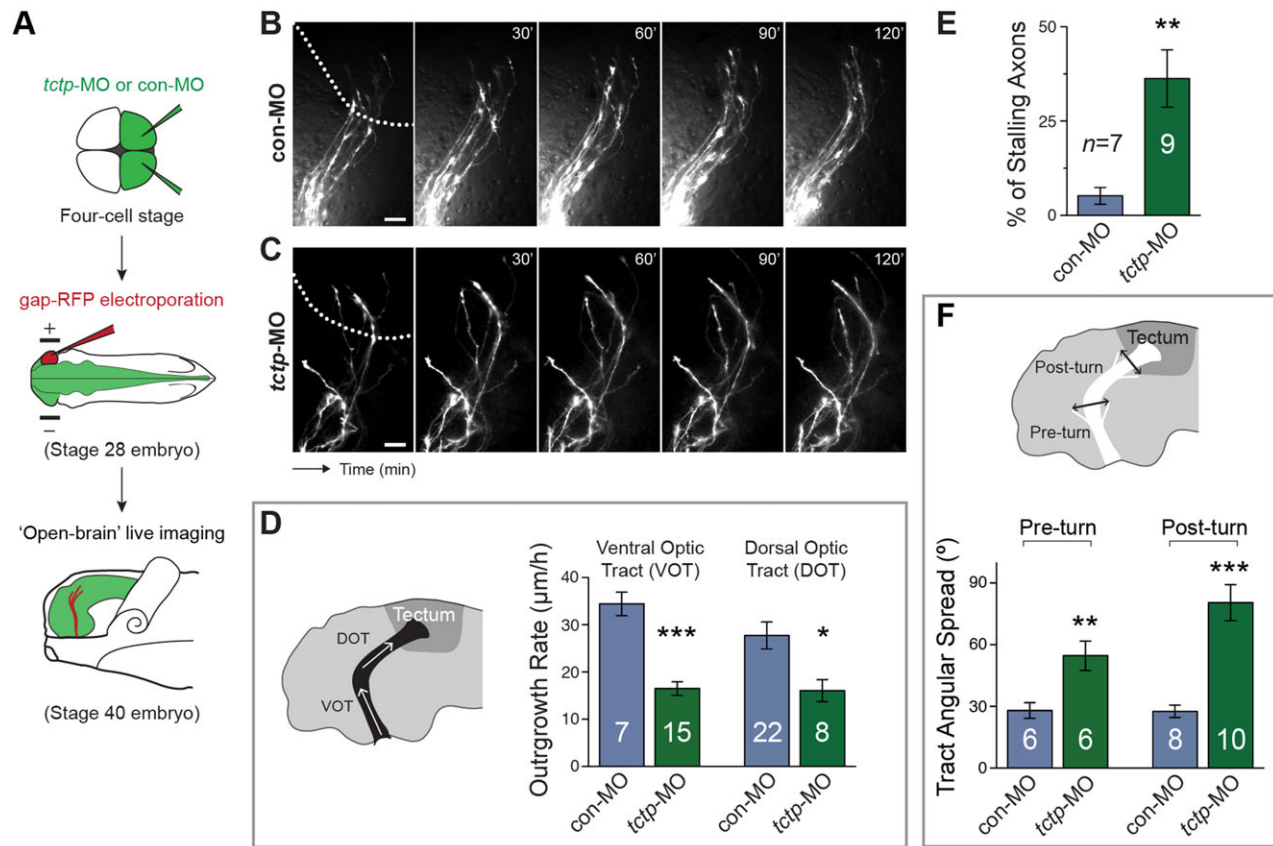 A
tctp-MO or con-MO
Four-cell stage
gap-RFP electroporation
+
−
(Stage 28 embryo)
'Open-brain' live imaging
(Stage 40 embryo)
B
con-MO
30'
60'
90'
120'
C
tctp-MO
30'
60'
90'
120'
Time (min)
D
Tectum
DOT
VOT
Ventral Optic
Tract (VOT)
Dorsal Optic
Tract (DOT)
Outrgrowth Rate (µm/h)
40
30
20
10
0
***
*
7
15
22
8
con-MO
tctp-MO
con-MO
tctp-MO
E
% of Stalling Axons
50
25
0
**
n=7
9
con-MO
tctp-MO
F
Tectum
Post-turn
Pre-turn
Pre-turn
Post-turn
Tract Angular Spread (º)
90
60
30
0
**
***
6
6
8
10
con-MO
tctp-MO
con-MO
tctp-MO